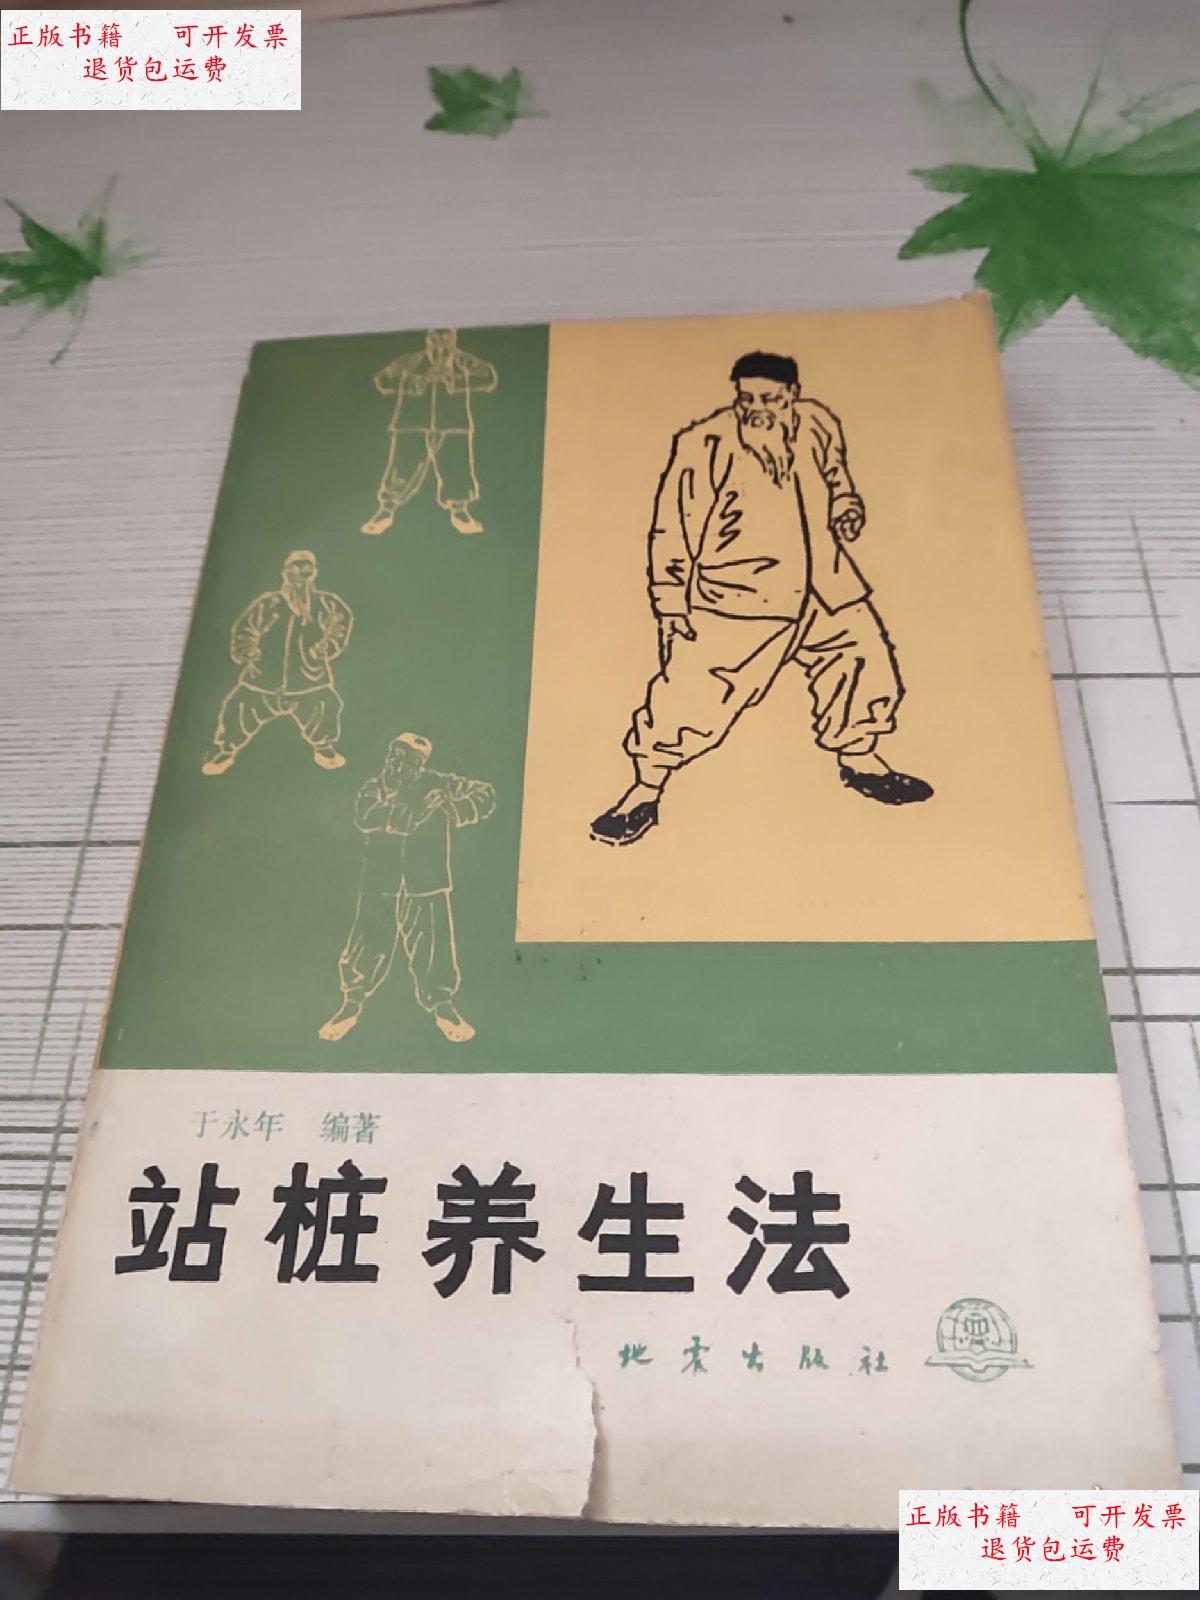 正版书籍 可开发票
退货包运费
于永年 编著
站桩养生法
地震出版社
正版书籍 可开发票
退货包运费